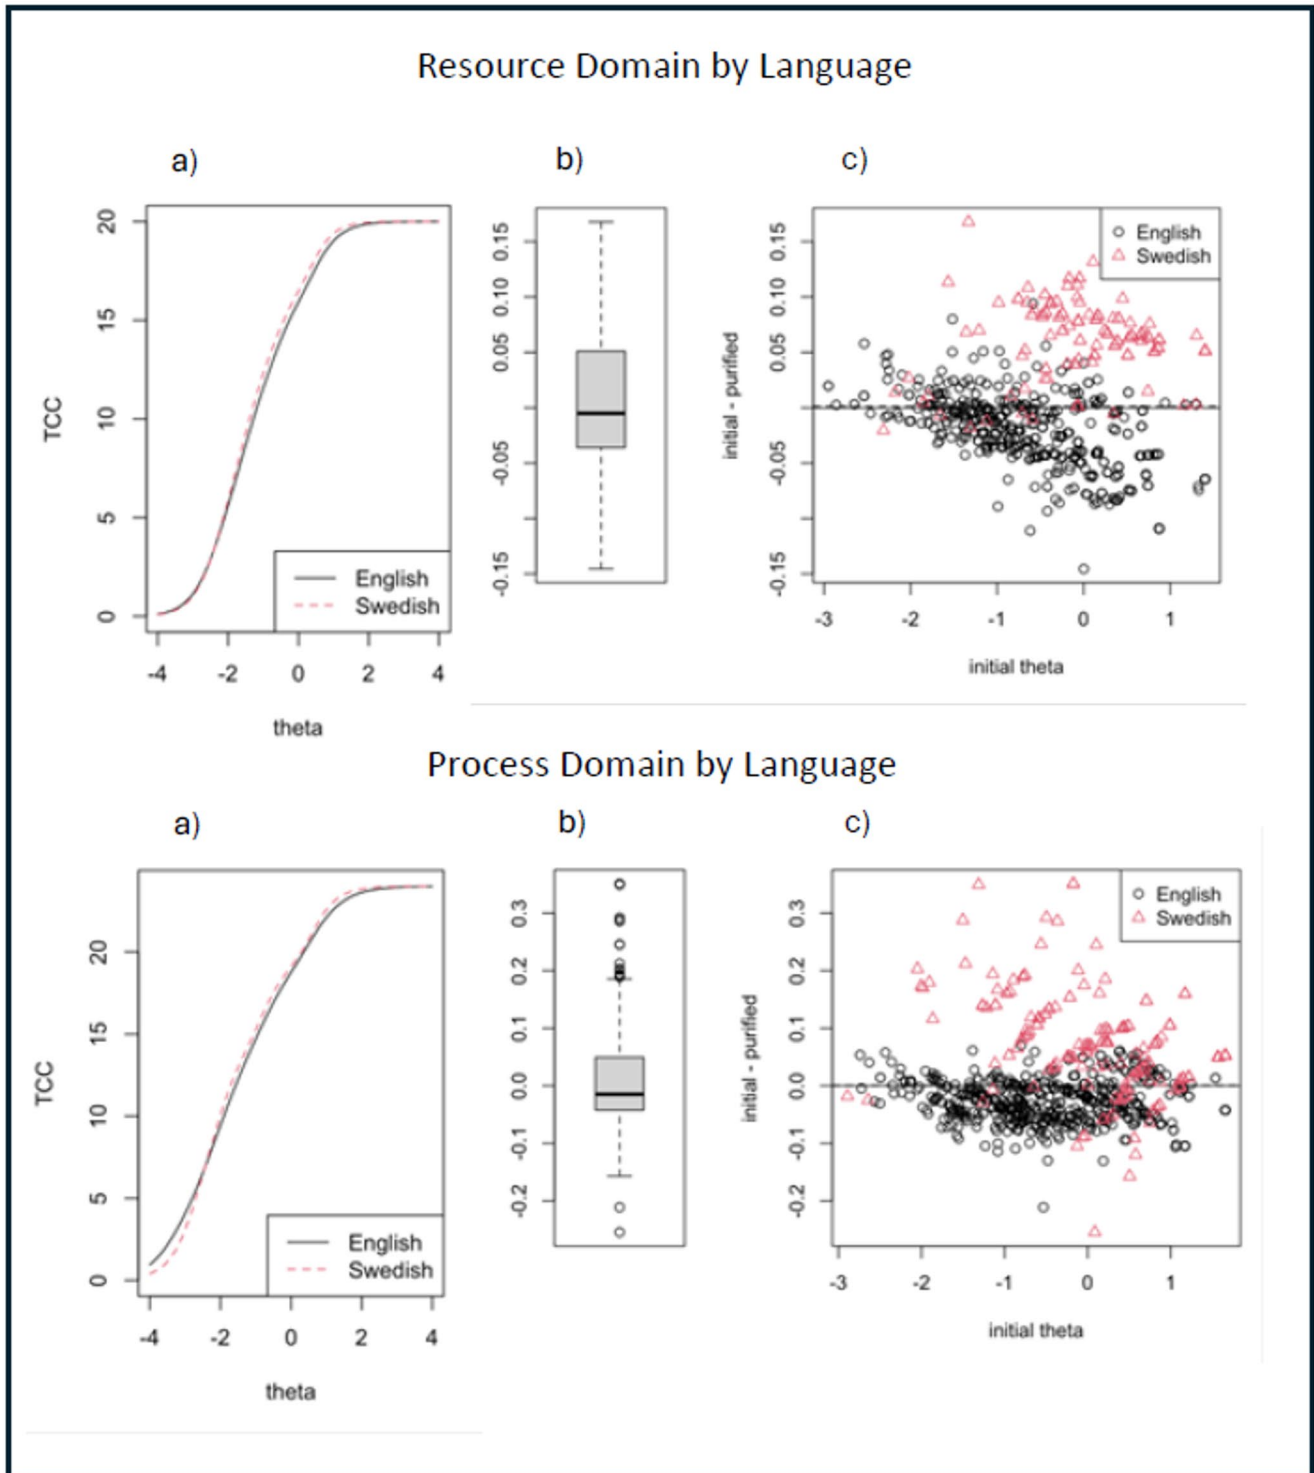 Resource Domain by Language
a)
b)
c)
TCC
20
15
10
5
0
-4 -2 0 2 4
theta
English
Swedish
0.15
0.10
0.05
-0.05
-0.15
initial - purified
0.15
0.10
0.05
-0.05
-0.15
English
Swedish
-3 -2 -1 0 1
initial theta
Process Domain by Language
a)
b)
c)
TCC
20
15
10
5
0
-4 -2 0 2 4
theta
English
Swedish
0.3
0.2
0.1
0.0
-0.1
-0.2
initial - purified
0.3
0.2
0.1
0.0
-0.1
-0.2
English
Swedish
-3 -2 -1 0 1
initial theta